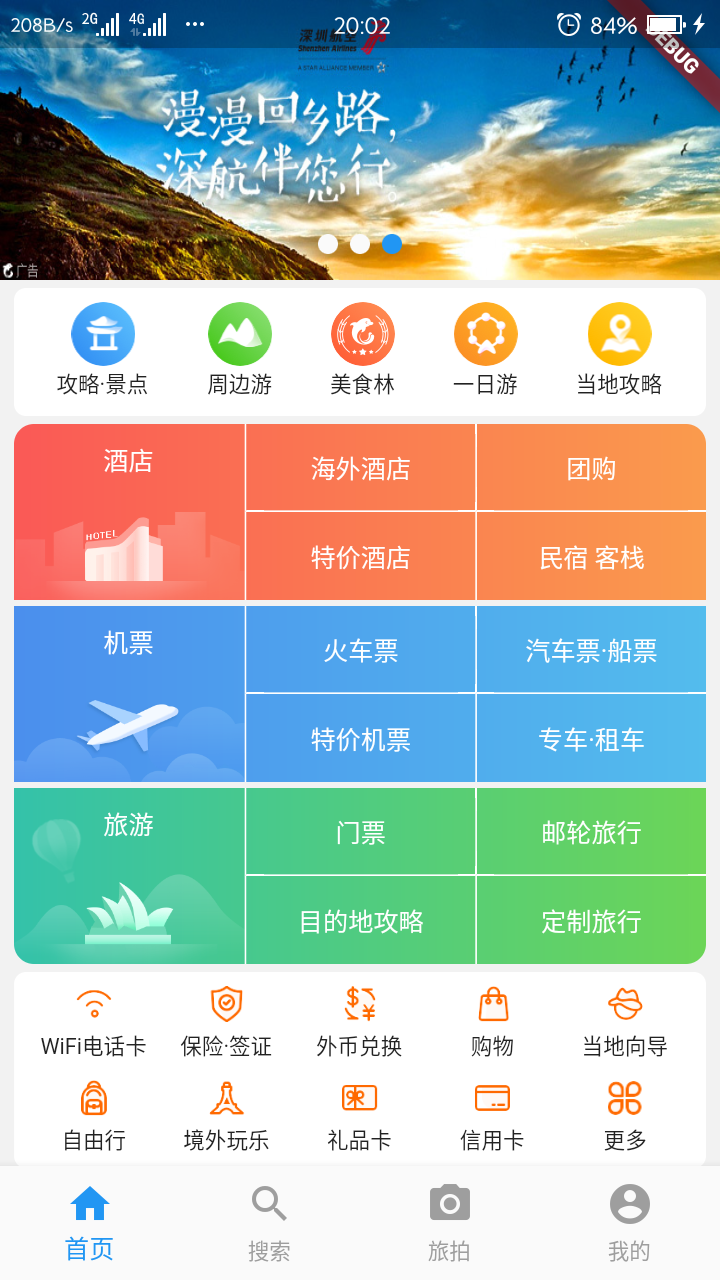 208B/s 2G 4G ... 20:02 84%
DEBUG
深圳航空
Shenzhen Airlines
A STAR ALLIANCE MEMBER
漫漫回乡路,
深航伴您行。
广告
攻略·景点 周边游 美食林 一日游 当地攻略
酒店 海外酒店 团购
HOTEL
特价酒店 民宿 客栈
机票 火车票 汽车票·船票
特价机票 专车·租车
旅游 门票 邮轮旅行
目的地攻略 定制旅行
WiFi电话卡 保险·签证 外币兑换 购物 当地向导
自由行 境外玩乐 礼品卡 信用卡 更多
首页 搜索 旅拍 我的